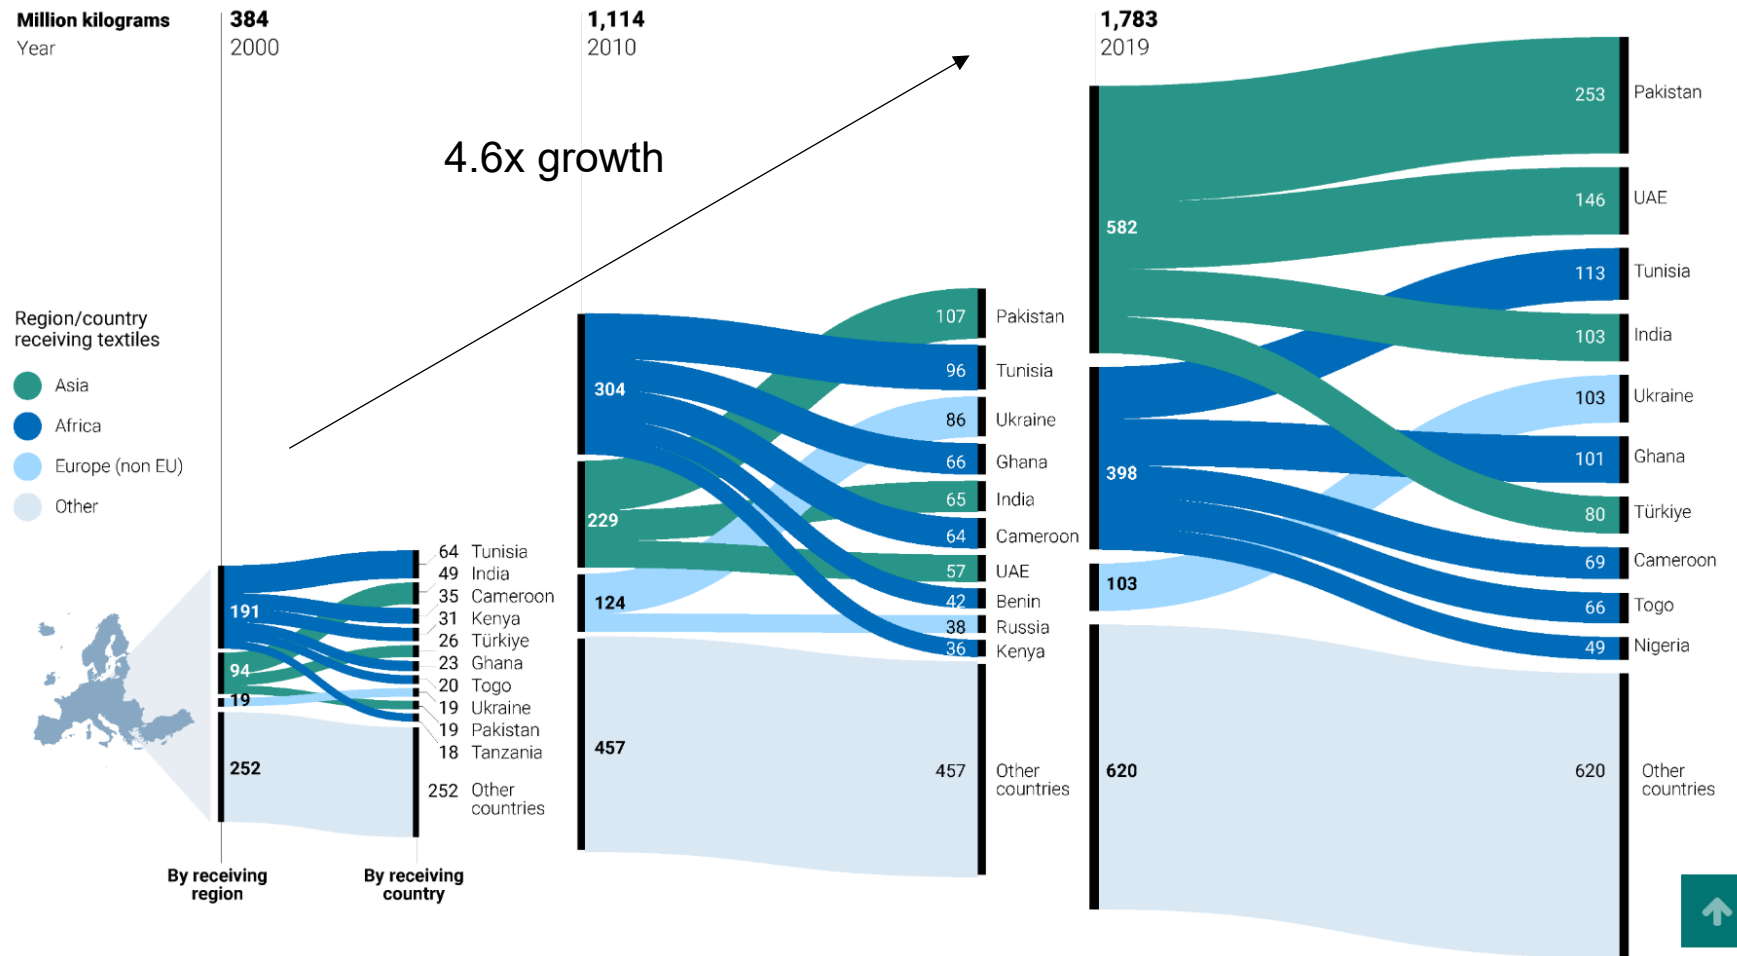 Million kilograms
Year
384
2000
1,114
2010
1,783
2019
4.6x growth
Region/country
receiving textiles
Asia
Africa
Europe (non EU)
Other
191
94
19
252
64 Tunisia
49 India
35 Cameroon
31 Kenya
26 Türkiye
23 Ghana
20 Togo
19 Ukraine
19 Pakistan
18 Tanzania
252 Other
countries
By receiving
region
By receiving
country
304
229
124
457
107 Pakistan
96 Tunisia
86 Ukraine
66 Ghana
65 India
64 Cameroon
57 UAE
42 Benin
38 Russia
36 Kenya
457 Other
countries
582
398
103
620
253 Pakistan
146 UAE
113 Tunisia
103 India
103 Ukraine
101 Ghana
80 Türkiye
69 Cameroon
66 Togo
49 Nigeria
620 Other
countries